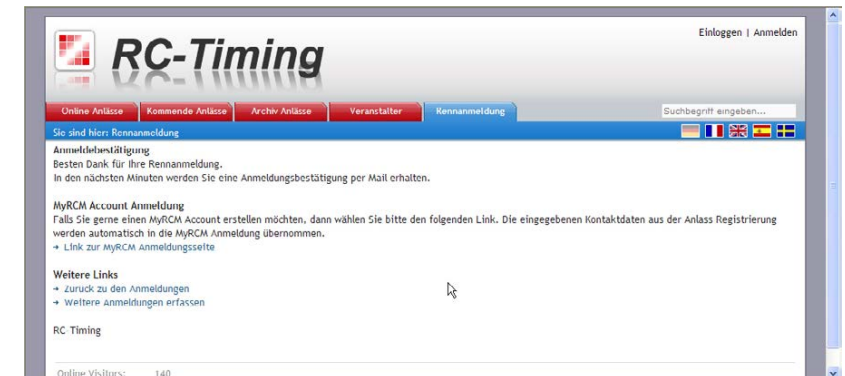 Einloggen | Anmelden
RC-Timing
Online Anlässe Kommende Anlässe Archiv Anlässe Veranstalter Rennanmeldung
Suchbegriff eingeben...
Sie sind hier: Rennanmeldung
Anmeldebestätigung
Besten Dank für Ihre Rennanmeldung.
In den nächsten Minuten werden Sie eine Anmeldungsbestätigung per Mail erhalten.
MyRCM Account Anmeldung
Falls Sie gerne einen MyRCM Account erstellen möchten, dann wählen Sie bitte den folgenden Link. Die eingegebenen Kontaktdaten aus der Anlass Registrierung
werden automatisch in die MyRCM Anmeldung übernommen.
→ Link zur MyRCM Anmeldungsseite
Weitere Links
→ Zurück zu den Anmeldungen
→ Weitere Anmeldungen erfassen
RC-Timing
Online Visitors: 140